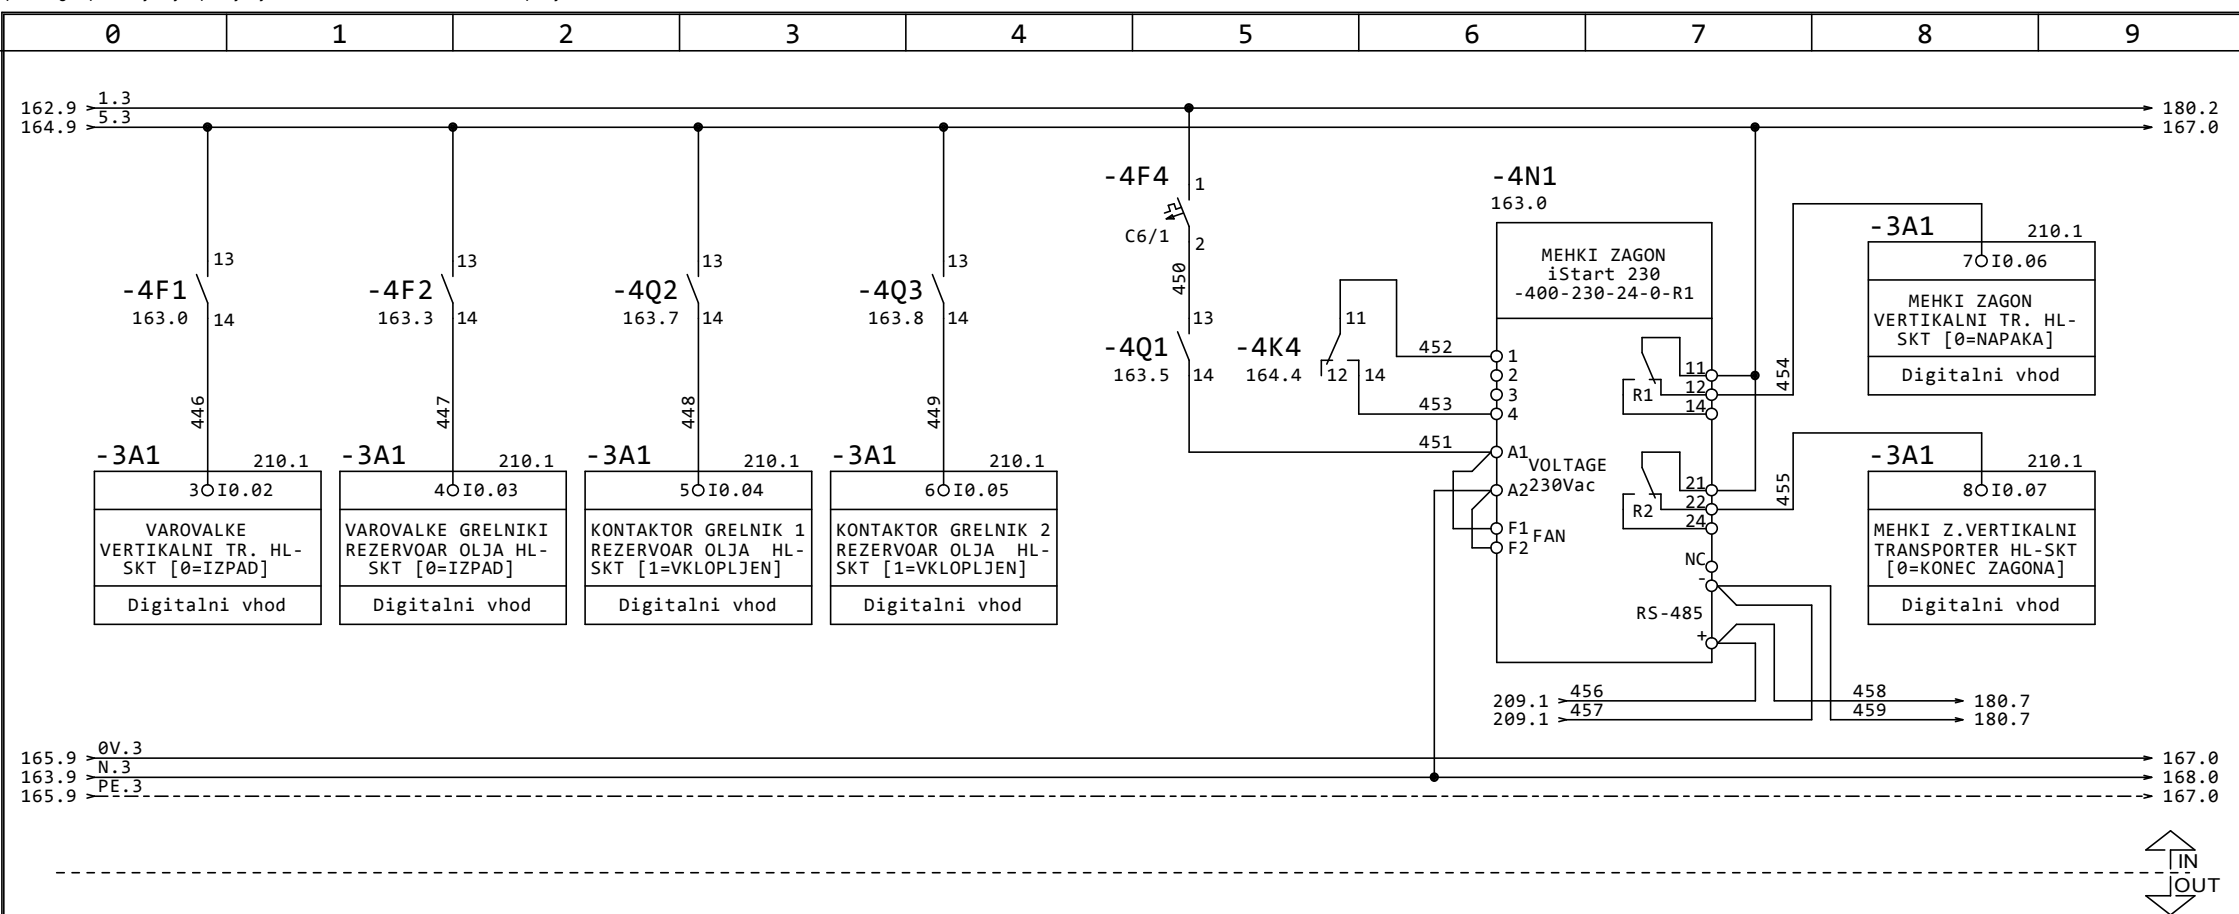 0 1 2 3 4 5 6 7 8 9
162.9 1.3 180.2
164.9 5.3 167.0
-4F1
163.0
13
14
446
-4F2
163.3
13
14
447
-4Q2
163.7
13
14
448
-4Q3
163.8
13
14
449
-3A1 210.1
3 I0.02
VAROVALKE
VERTIKALNI TR. HL-
SKT [0=IZPAD]
Digitalni vhod
-3A1 210.1
4 I0.03
VAROVALKE GRELNIKI
REZERVOAR OLJA HL-
SKT [0=IZPAD]
Digitalni vhod
-3A1 210.1
5 I0.04
KONTAKTOR GRELNIK 1
REZERVOAR OLJA HL-
SKT [1=VKLOPLJEN]
Digitalni vhod
-3A1 210.1
6 I0.05
KONTAKTOR GRELNIK 2
REZERVOAR OLJA HL-
SKT [1=VKLOPLJEN]
Digitalni vhod
-4F4
1
C6/1
2
450
-4Q1
163.5
13
14
-4K4
164.4
11
12 14
452
453
451
-4N1
163.0
MEHKI ZAGON
iStart 230
-400-230-24-0-R1
1
2
3
4
A1
VOLTAGE
230Vac
A2
F1
FAN
F2
R1
11
12
14
R2
21
22
24
NC
-
RS-485
+
454
455
-3A1 210.1
7 I0.06
MEHKI ZAGON
VERTIKALNI TR. HL-
SKT [0=NAPAKA]
Digitalni vhod
-3A1 210.1
8 I0.07
MEHKI Z.VERTIKALNI
TRANSPORTER HL-SKT
[0=KONEC ZAGONA]
Digitalni vhod
209.1 456
209.1 457
458 180.7
459 180.7
165.9 0V.3 167.0
163.9 N.3 168.0
165.9 PE.3 167.0
IN
OUT